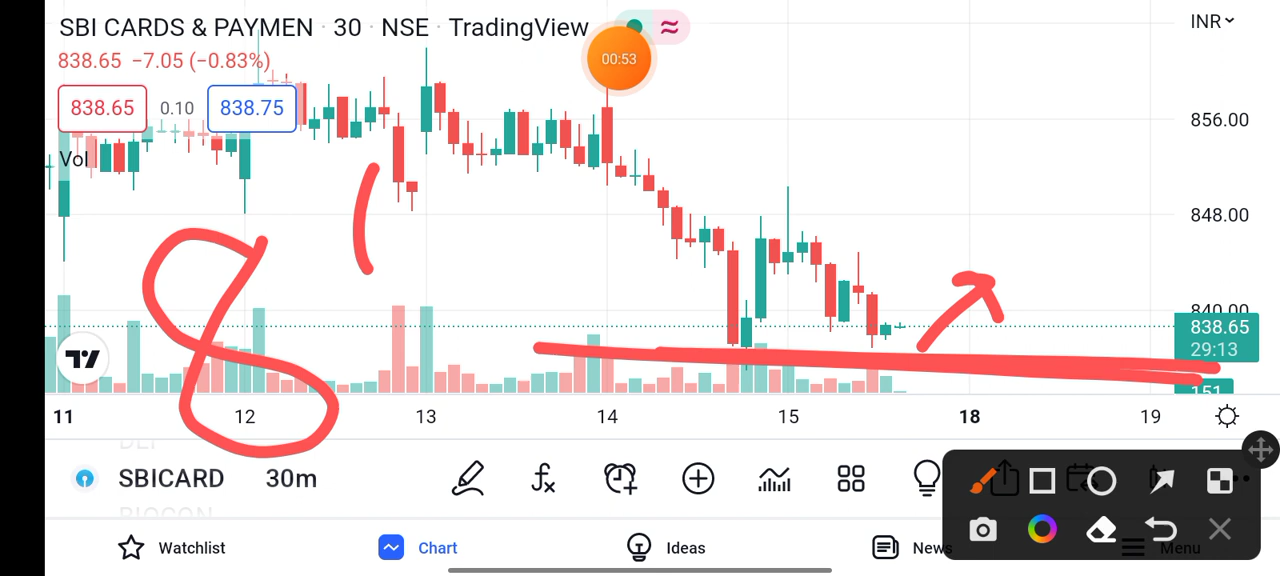 SBI CARDS & PAYMEN · 30 · NSE · TradingView
INR
00:53
838.65 −7.05 (−0.83%)
838.65 0.10 838.75
856.00
Vol
848.00
840.00
838.65
29:13
151
11 12 13 14 15 18 19
SBICARD 30m
Watchlist Chart Ideas News Menu